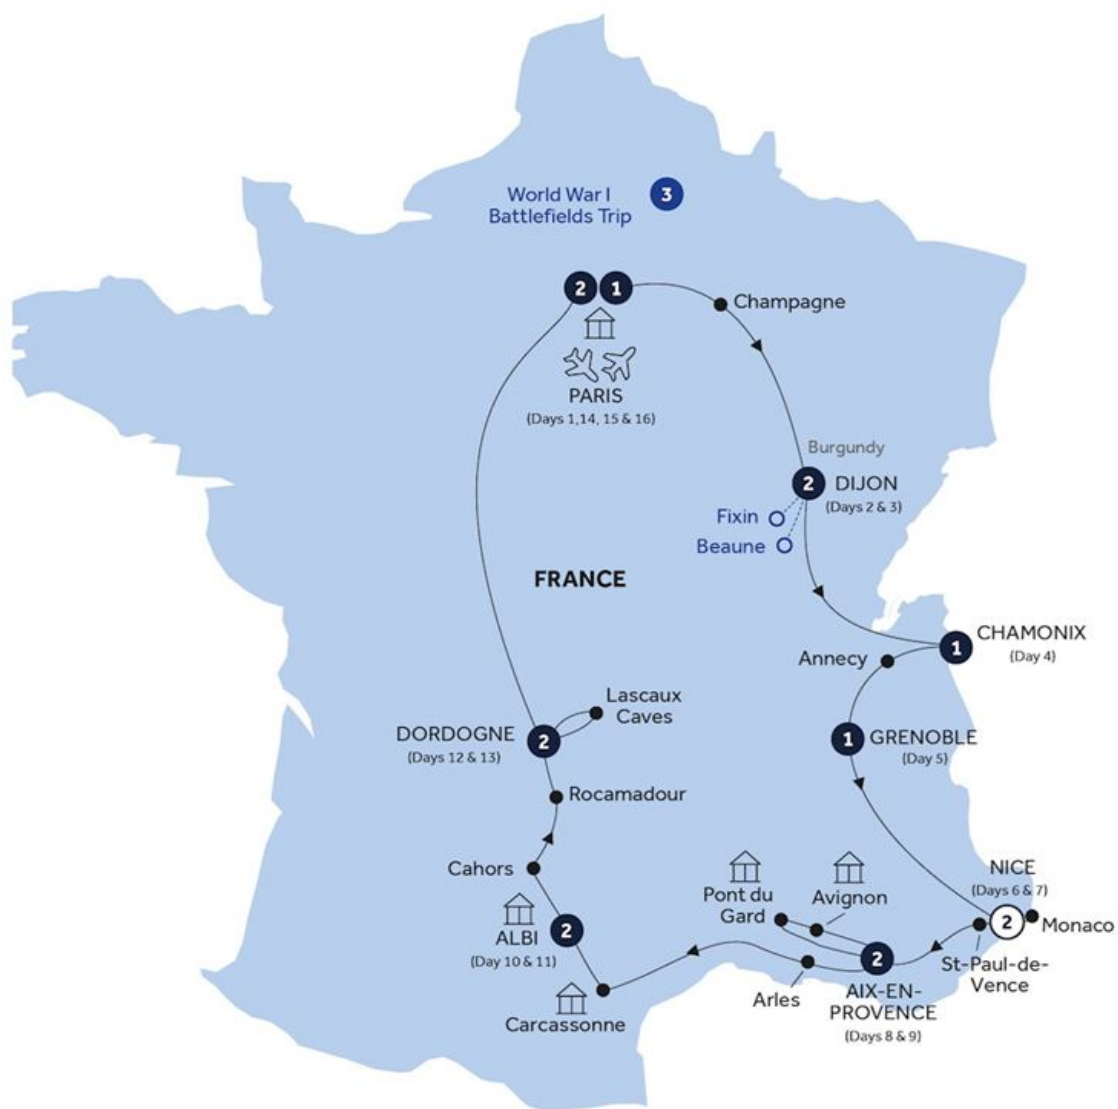 World War I
Battlefields Trip
3
2
1
Champagne
PARIS
(Days 1,14, 15 & 16)
Burgundy
2
DIJON
(Days 2 & 3)
Fixin
Beaune
FRANCE
1
CHAMONIX
(Day 4)
Annecy
Lascaux
Caves
DORDOGNE
(Days 12 & 13)
2
1
GRENOBLE
(Day 5)
Rocamadour
Cahors
NICE
(Days 6 & 7)
2
Monaco
Pont du
Gard
Avignon
ALBI
(Day 10 & 11)
2
St-Paul-de-
Vence
2
AIX-EN-
PROVENCE
(Days 8 & 9)
Arles
Carcassonne